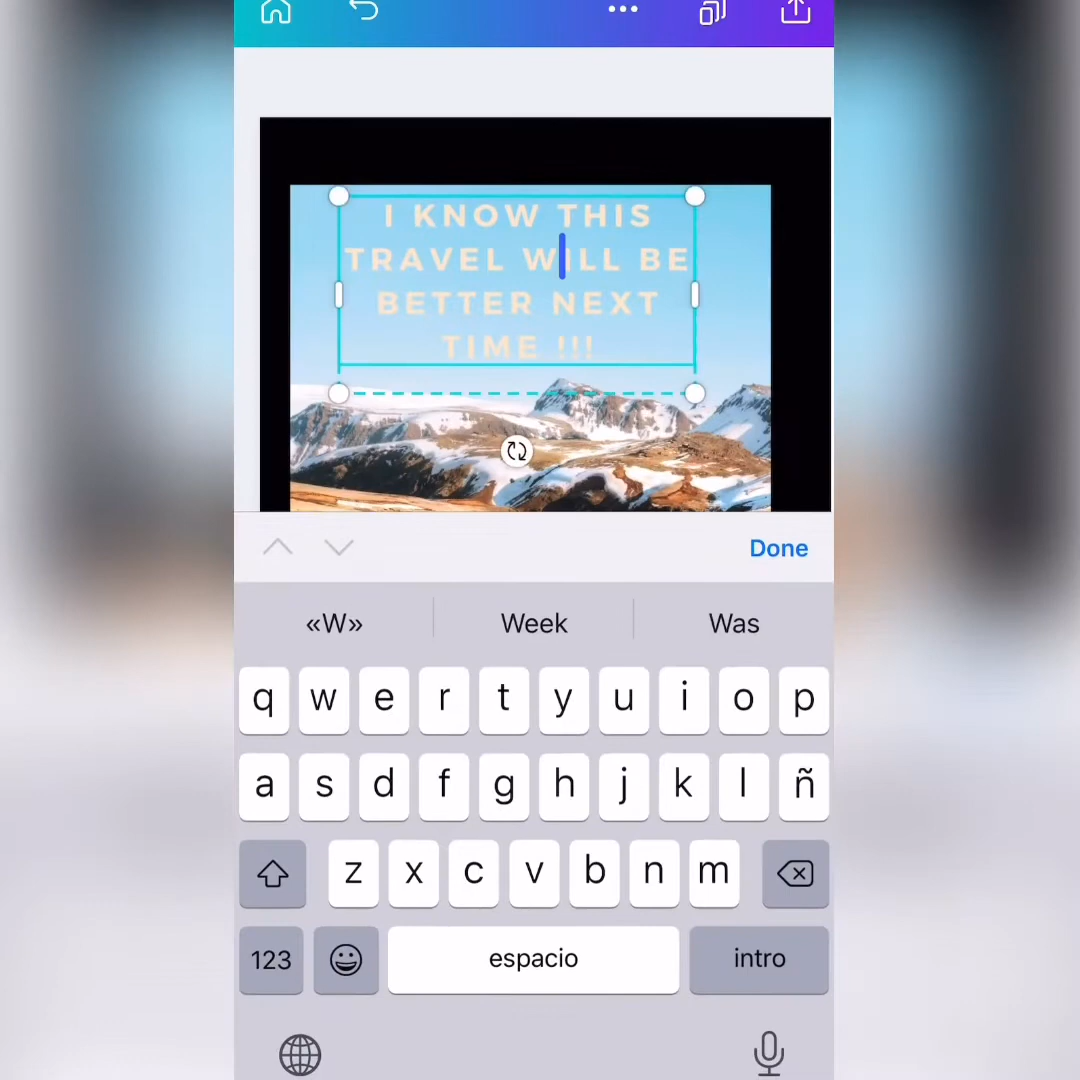 I KNOW THIS
TRAVEL WILL BE
BETTER NEXT
TIME !!!
Done
«W» Week Was
q w e r t y u i o p
a s d f g h j k l ñ
z x c v b n m
123 espacio intro